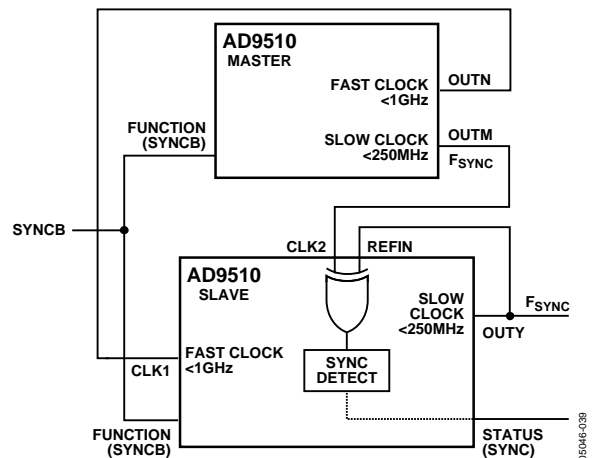 AD9510
MASTER
FAST CLOCK
<1GHz
OUTN
SLOW CLOCK
<250MHz
OUTM
FSYNC
FUNCTION
(SYNCB)
SYNCB
CLK2
REFIN
AD9510
SLAVE
SLOW
CLOCK
<250MHz
FSYNC
OUTY
FAST CLOCK
<1GHz
CLK1
SYNC
DETECT
FUNCTION
(SYNCB)
STATUS
(SYNC)
05046-039